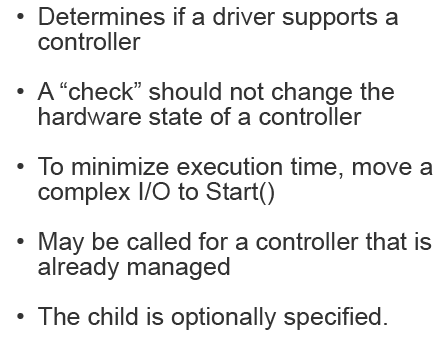 • Determines if a driver supports a
controller
• A “check” should not change the
hardware state of a controller
• To minimize execution time, move a
complex I/O to Start()
• May be called for a controller that is
already managed
• The child is optionally specified.